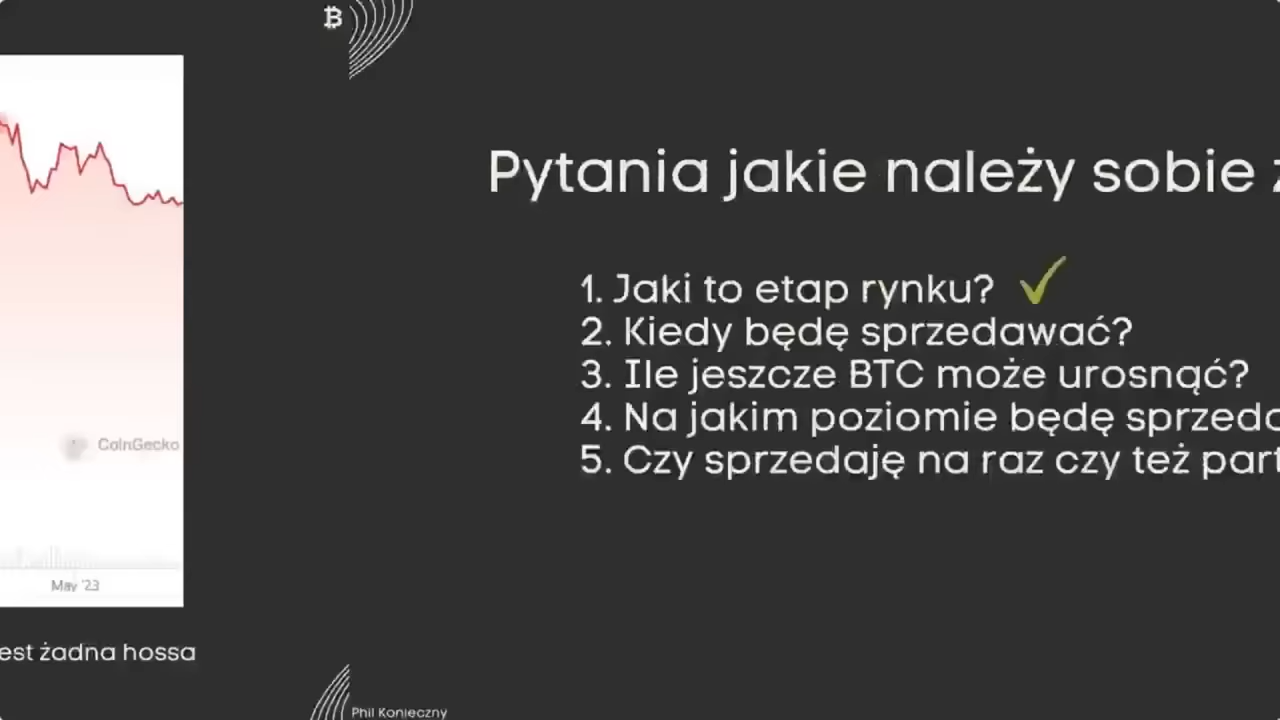 CoinGecko
May '23
est żadna hossa
Pytania jakie należy sobie
1. Jaki to etap rynku?
2. Kiedy będę sprzedawać?
3. Ile jeszcze BTC może urosnąć?
4. Na jakim poziomie będę
5. Czy sprzedaję na raz czy też
Phil Konieczny